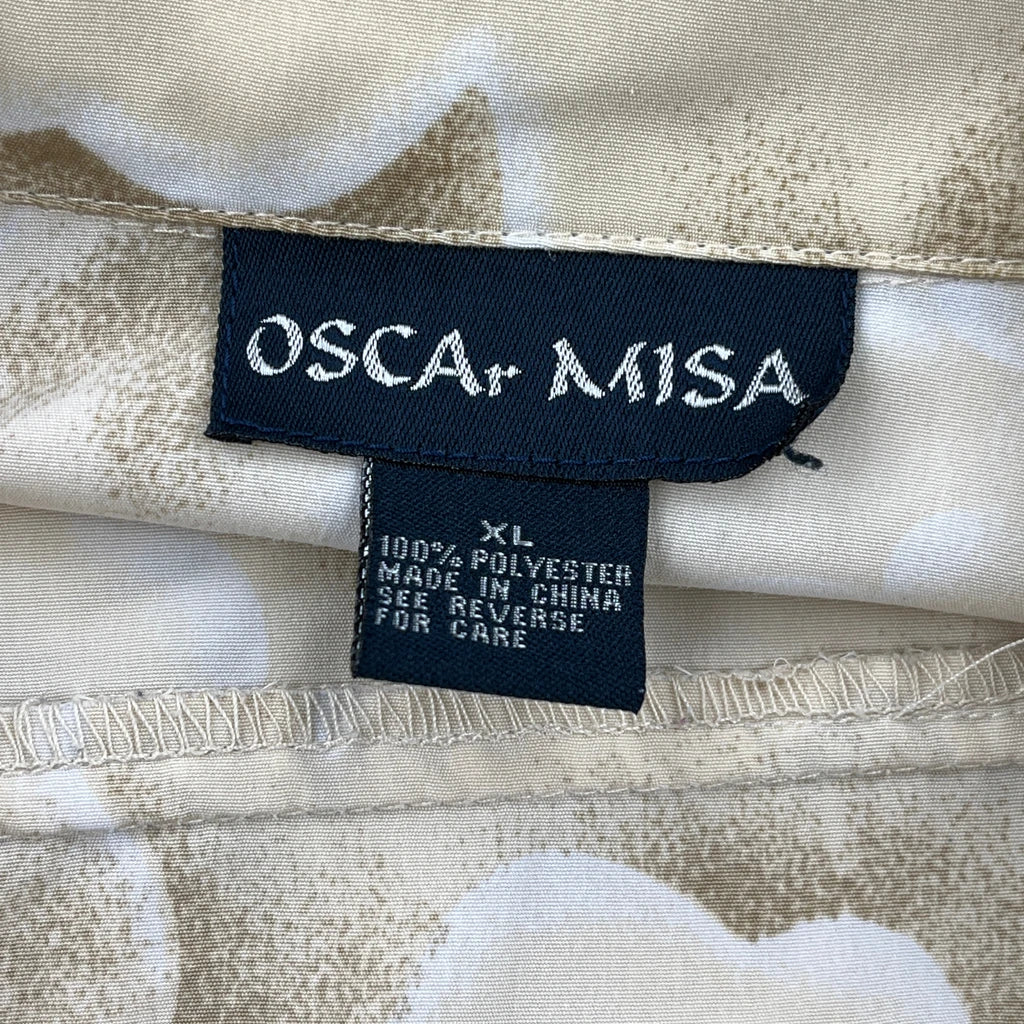 OSCAr MISA
XL
100% POLYESTER
MADE IN CHINA
SEE REVERSE
FOR CARE